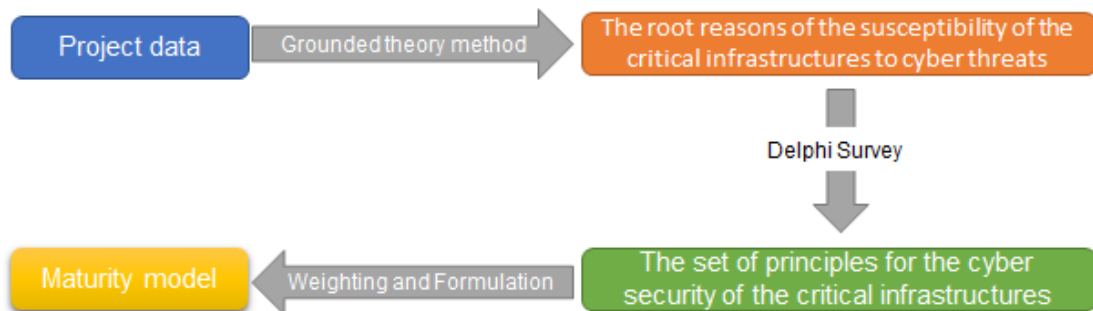 Project data
Grounded theory method
The root reasons of the susceptibility of the
critical infrastructures to cyber threats
Delphi Survey
The set of principles for the cyber
security of the critical infrastructures
Weighting and Formulation
Maturity model